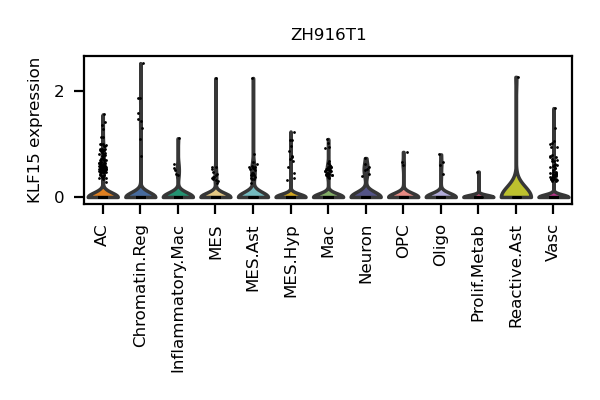 ZH916T1
KLF15 expression
2
0
AC
Chromatin.Reg
Inflammatory.Mac
MES
MES.Ast
MES.Hyp
Mac
Neuron
OPC
Oligo
Prolif.Metab
Reactive.Ast
Vasc